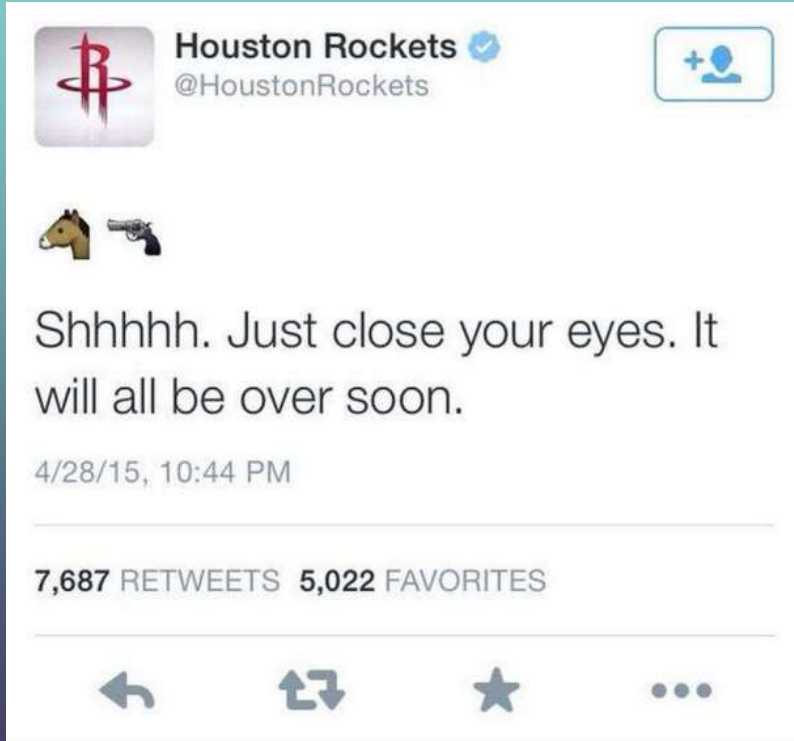 Houston Rockets
@HoustonRockets
🐴🔫
Shhhhh. Just close your eyes. It
will all be over soon.
4/28/15, 10:44 PM
7,687 RETWEETS 5,022 FAVORITES